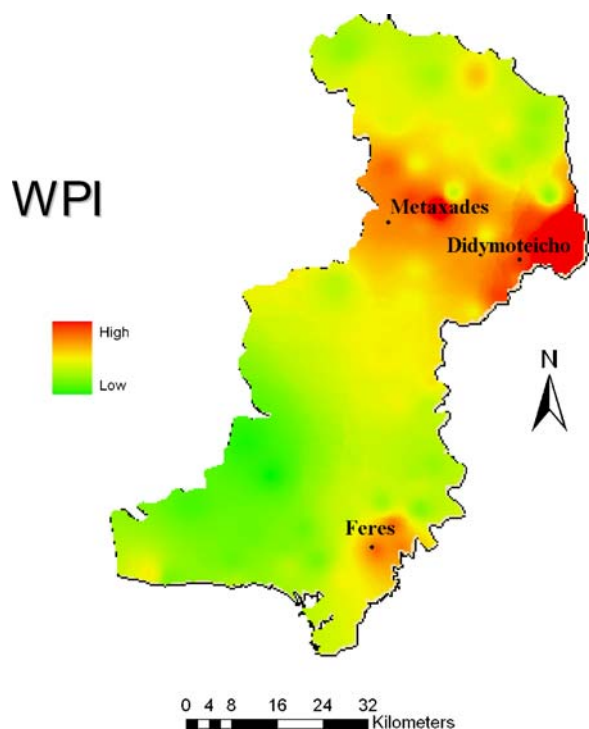 WPI
Metaxades
Didymoteicho
High
Low
N
Feres
0 4 8 16 24 32
Kilometers